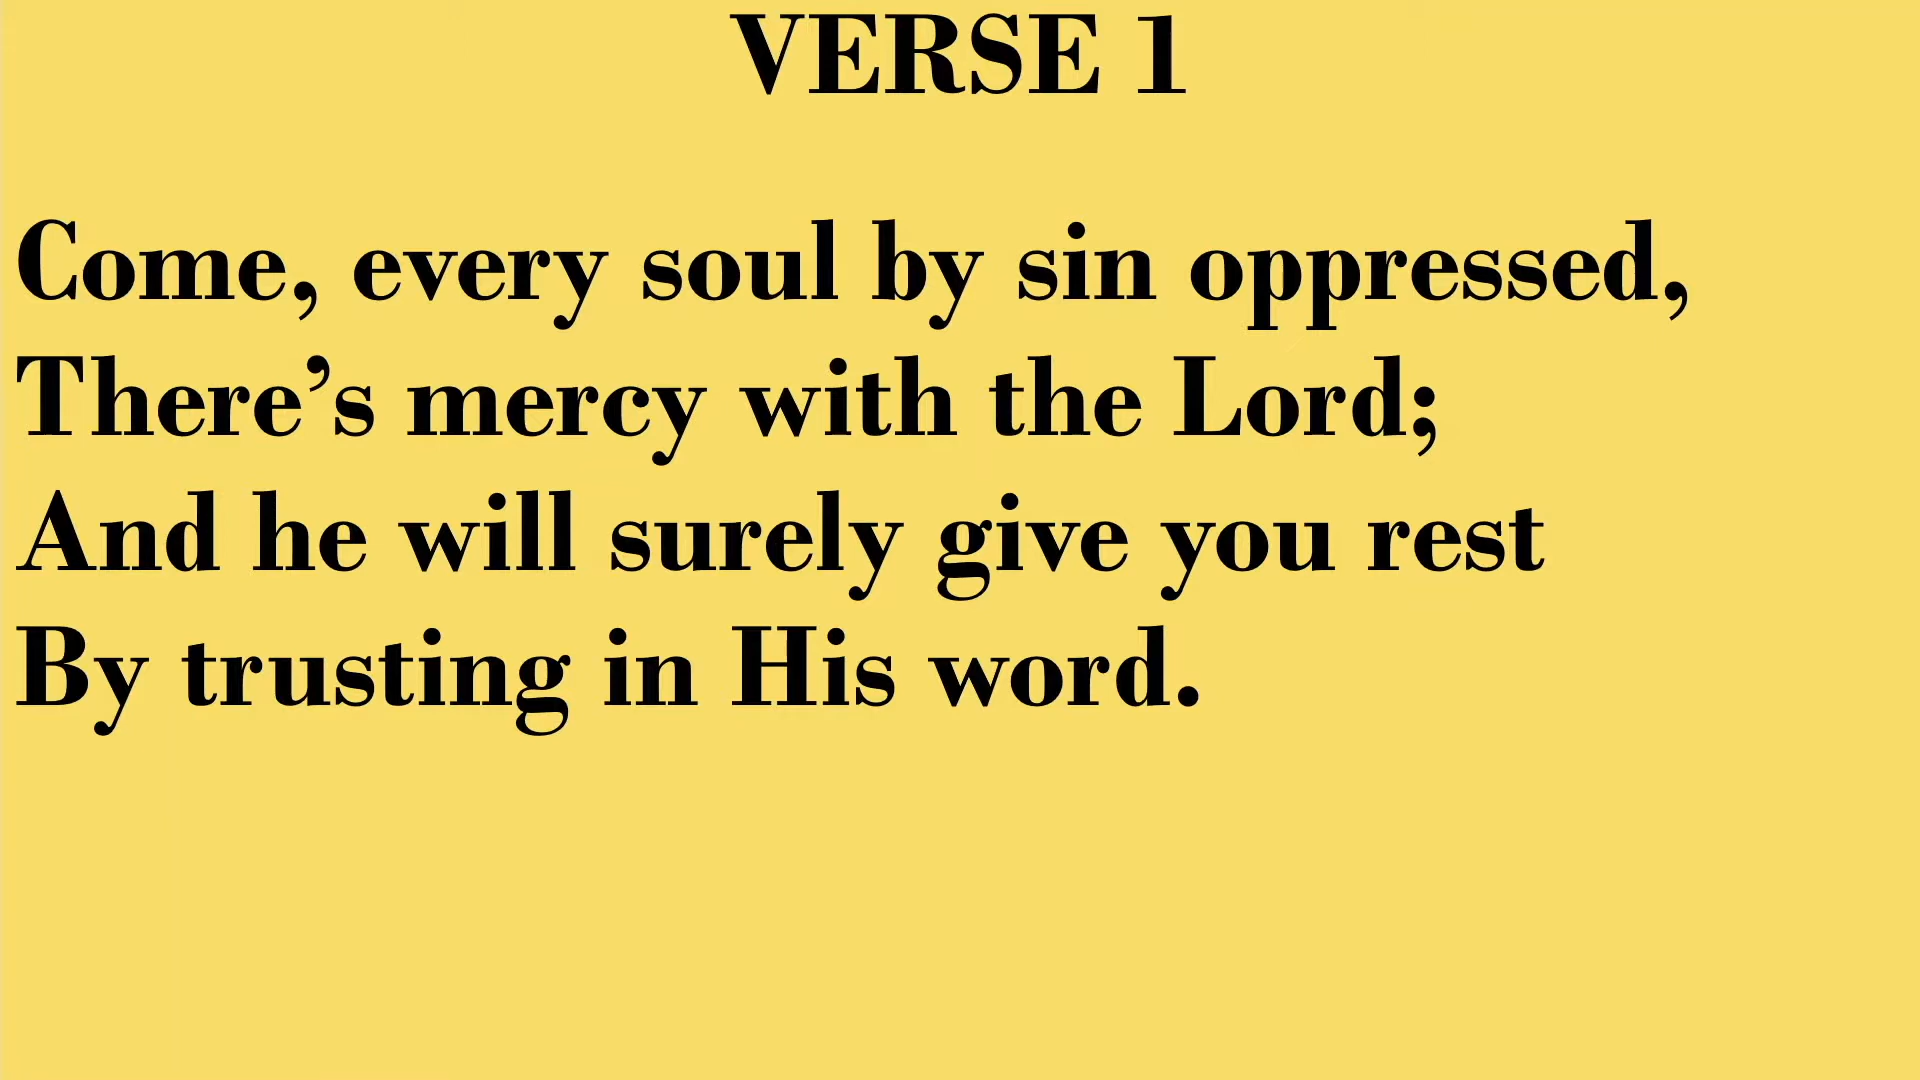 VERSE 1
Come, every soul by sin oppressed,
There’s mercy with the Lord;
And he will surely give you rest
By trusting in His word.